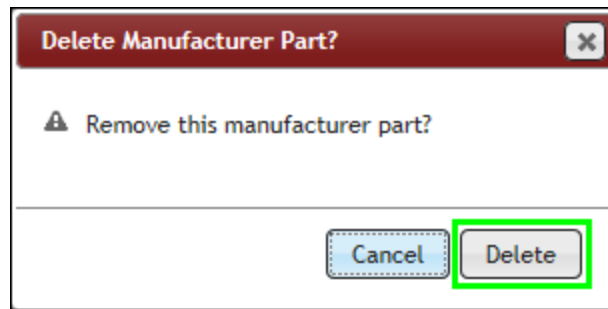 Delete Manufacturer Part?
Remove this manufacturer part?
Cancel Delete